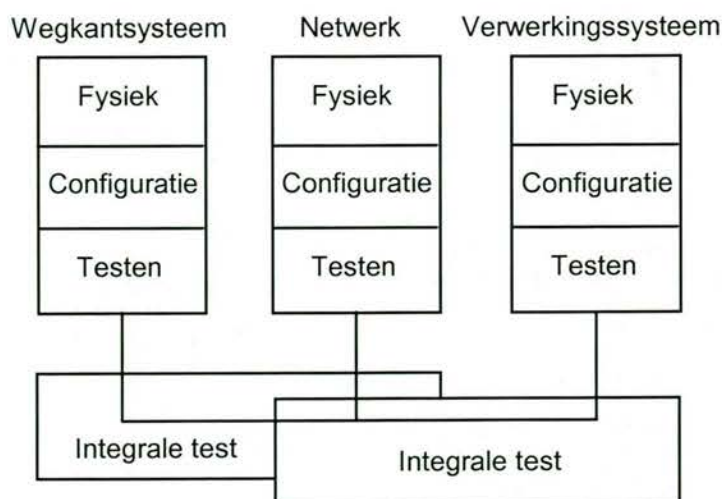 Wegkantsysteem Netwerk Verwerkingssysteem
Fysiek Fysiek Fysiek
Configuratie Configuratie Configuratie
Testen Testen Testen
Integrale test
Integrale test